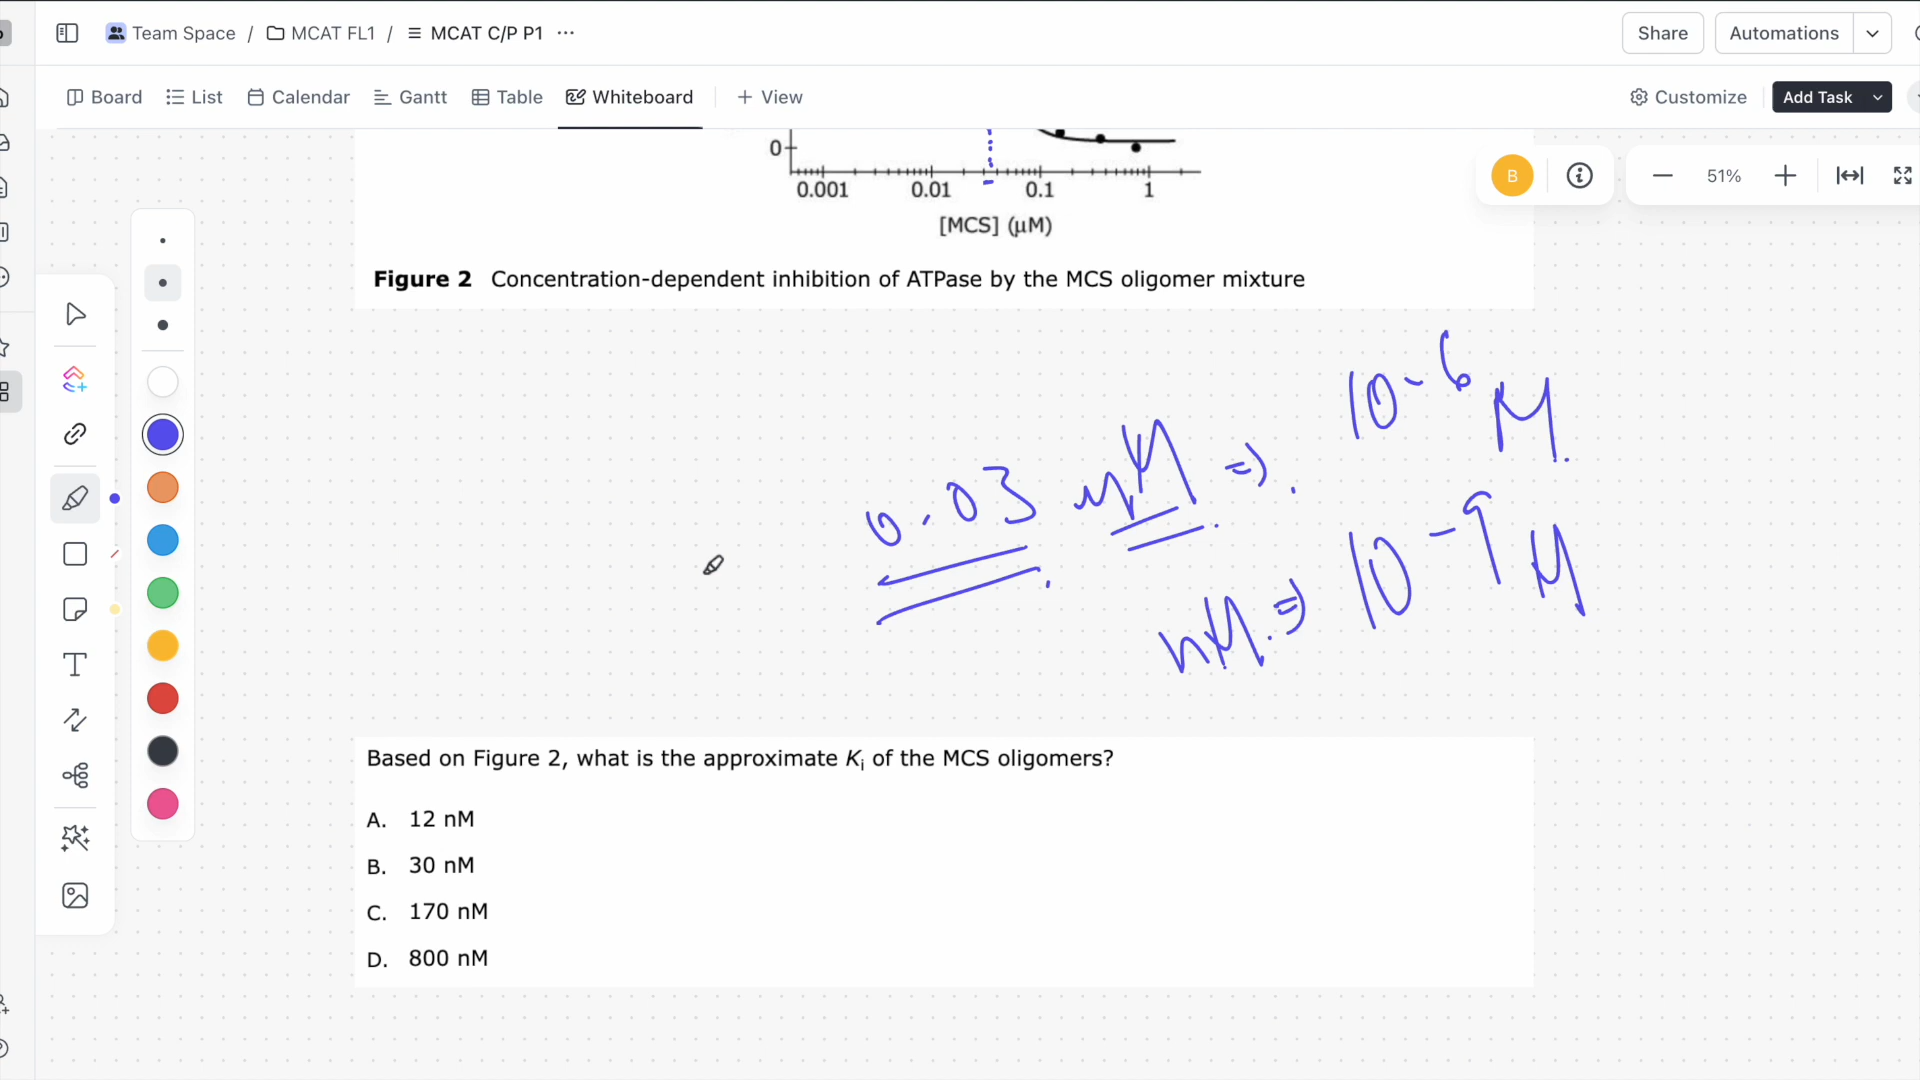 Team Space / MCAT FL1 / MCAT C/P P1 ...
Share
Automations
Board
List
Calendar
Gantt
Table
Whiteboard
+ View
Customize
Add Task
0
0.001 0.01 0.1 1
[MCS] (μM)
B
51%
Figure 2 Concentration-dependent inhibition of ATPase by the MCS oligomer mixture
10-6 M
0.03 μM =>
10-9 M
nM =>
T
Based on Figure 2, what is the approximate Ki of the MCS oligomers?
A. 12 nM
B. 30 nM
C. 170 nM
D. 800 nM